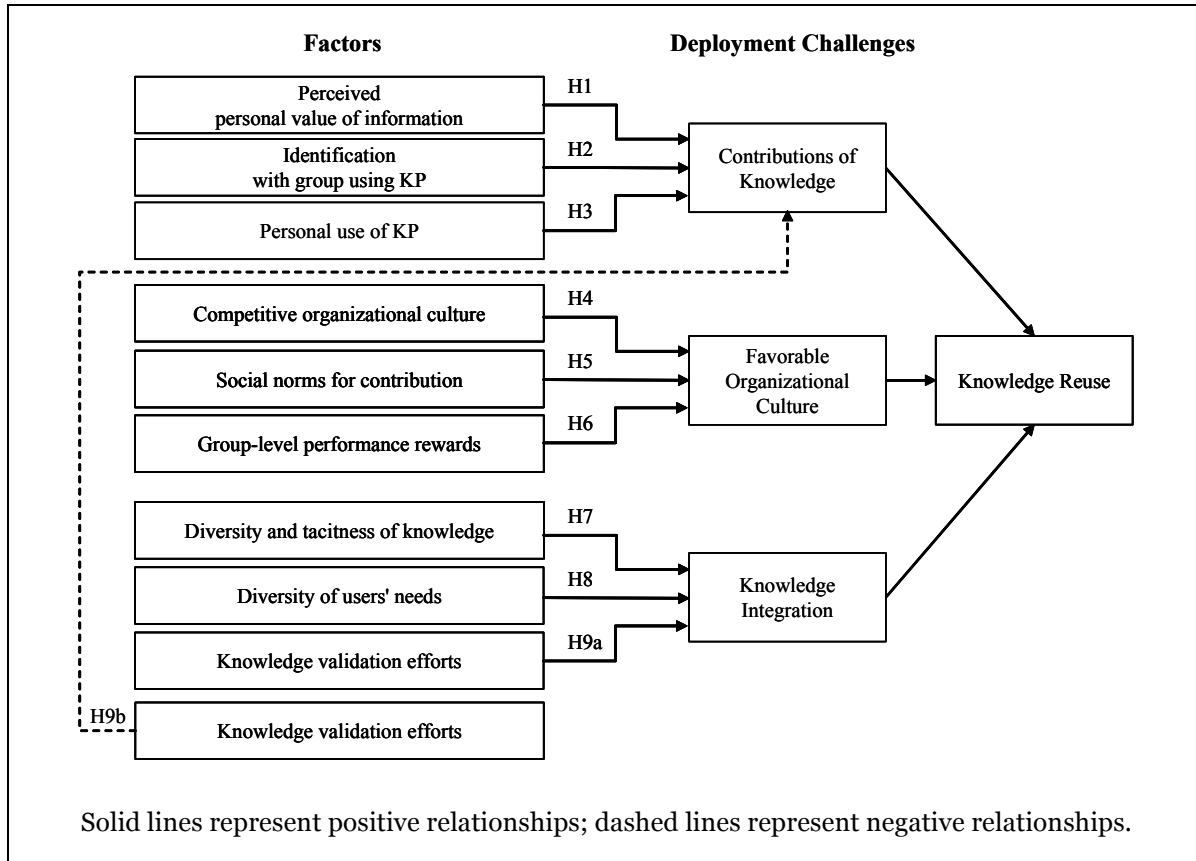 Factors
Deployment Challenges
Perceived
personal value of information
H1
Identification
with group using KP
H2
Personal use of KP
H3
Contributions of
Knowledge
Competitive organizational culture
H4
Social norms for contribution
H5
Group-level performance rewards
H6
Favorable
Organizational
Culture
Knowledge Reuse
Diversity and tacitness of knowledge
H7
Diversity of users' needs
H8
Knowledge validation efforts
H9a
Knowledge
Integration
H9b
Knowledge validation efforts
Solid lines represent positive relationships; dashed lines represent negative relationships.